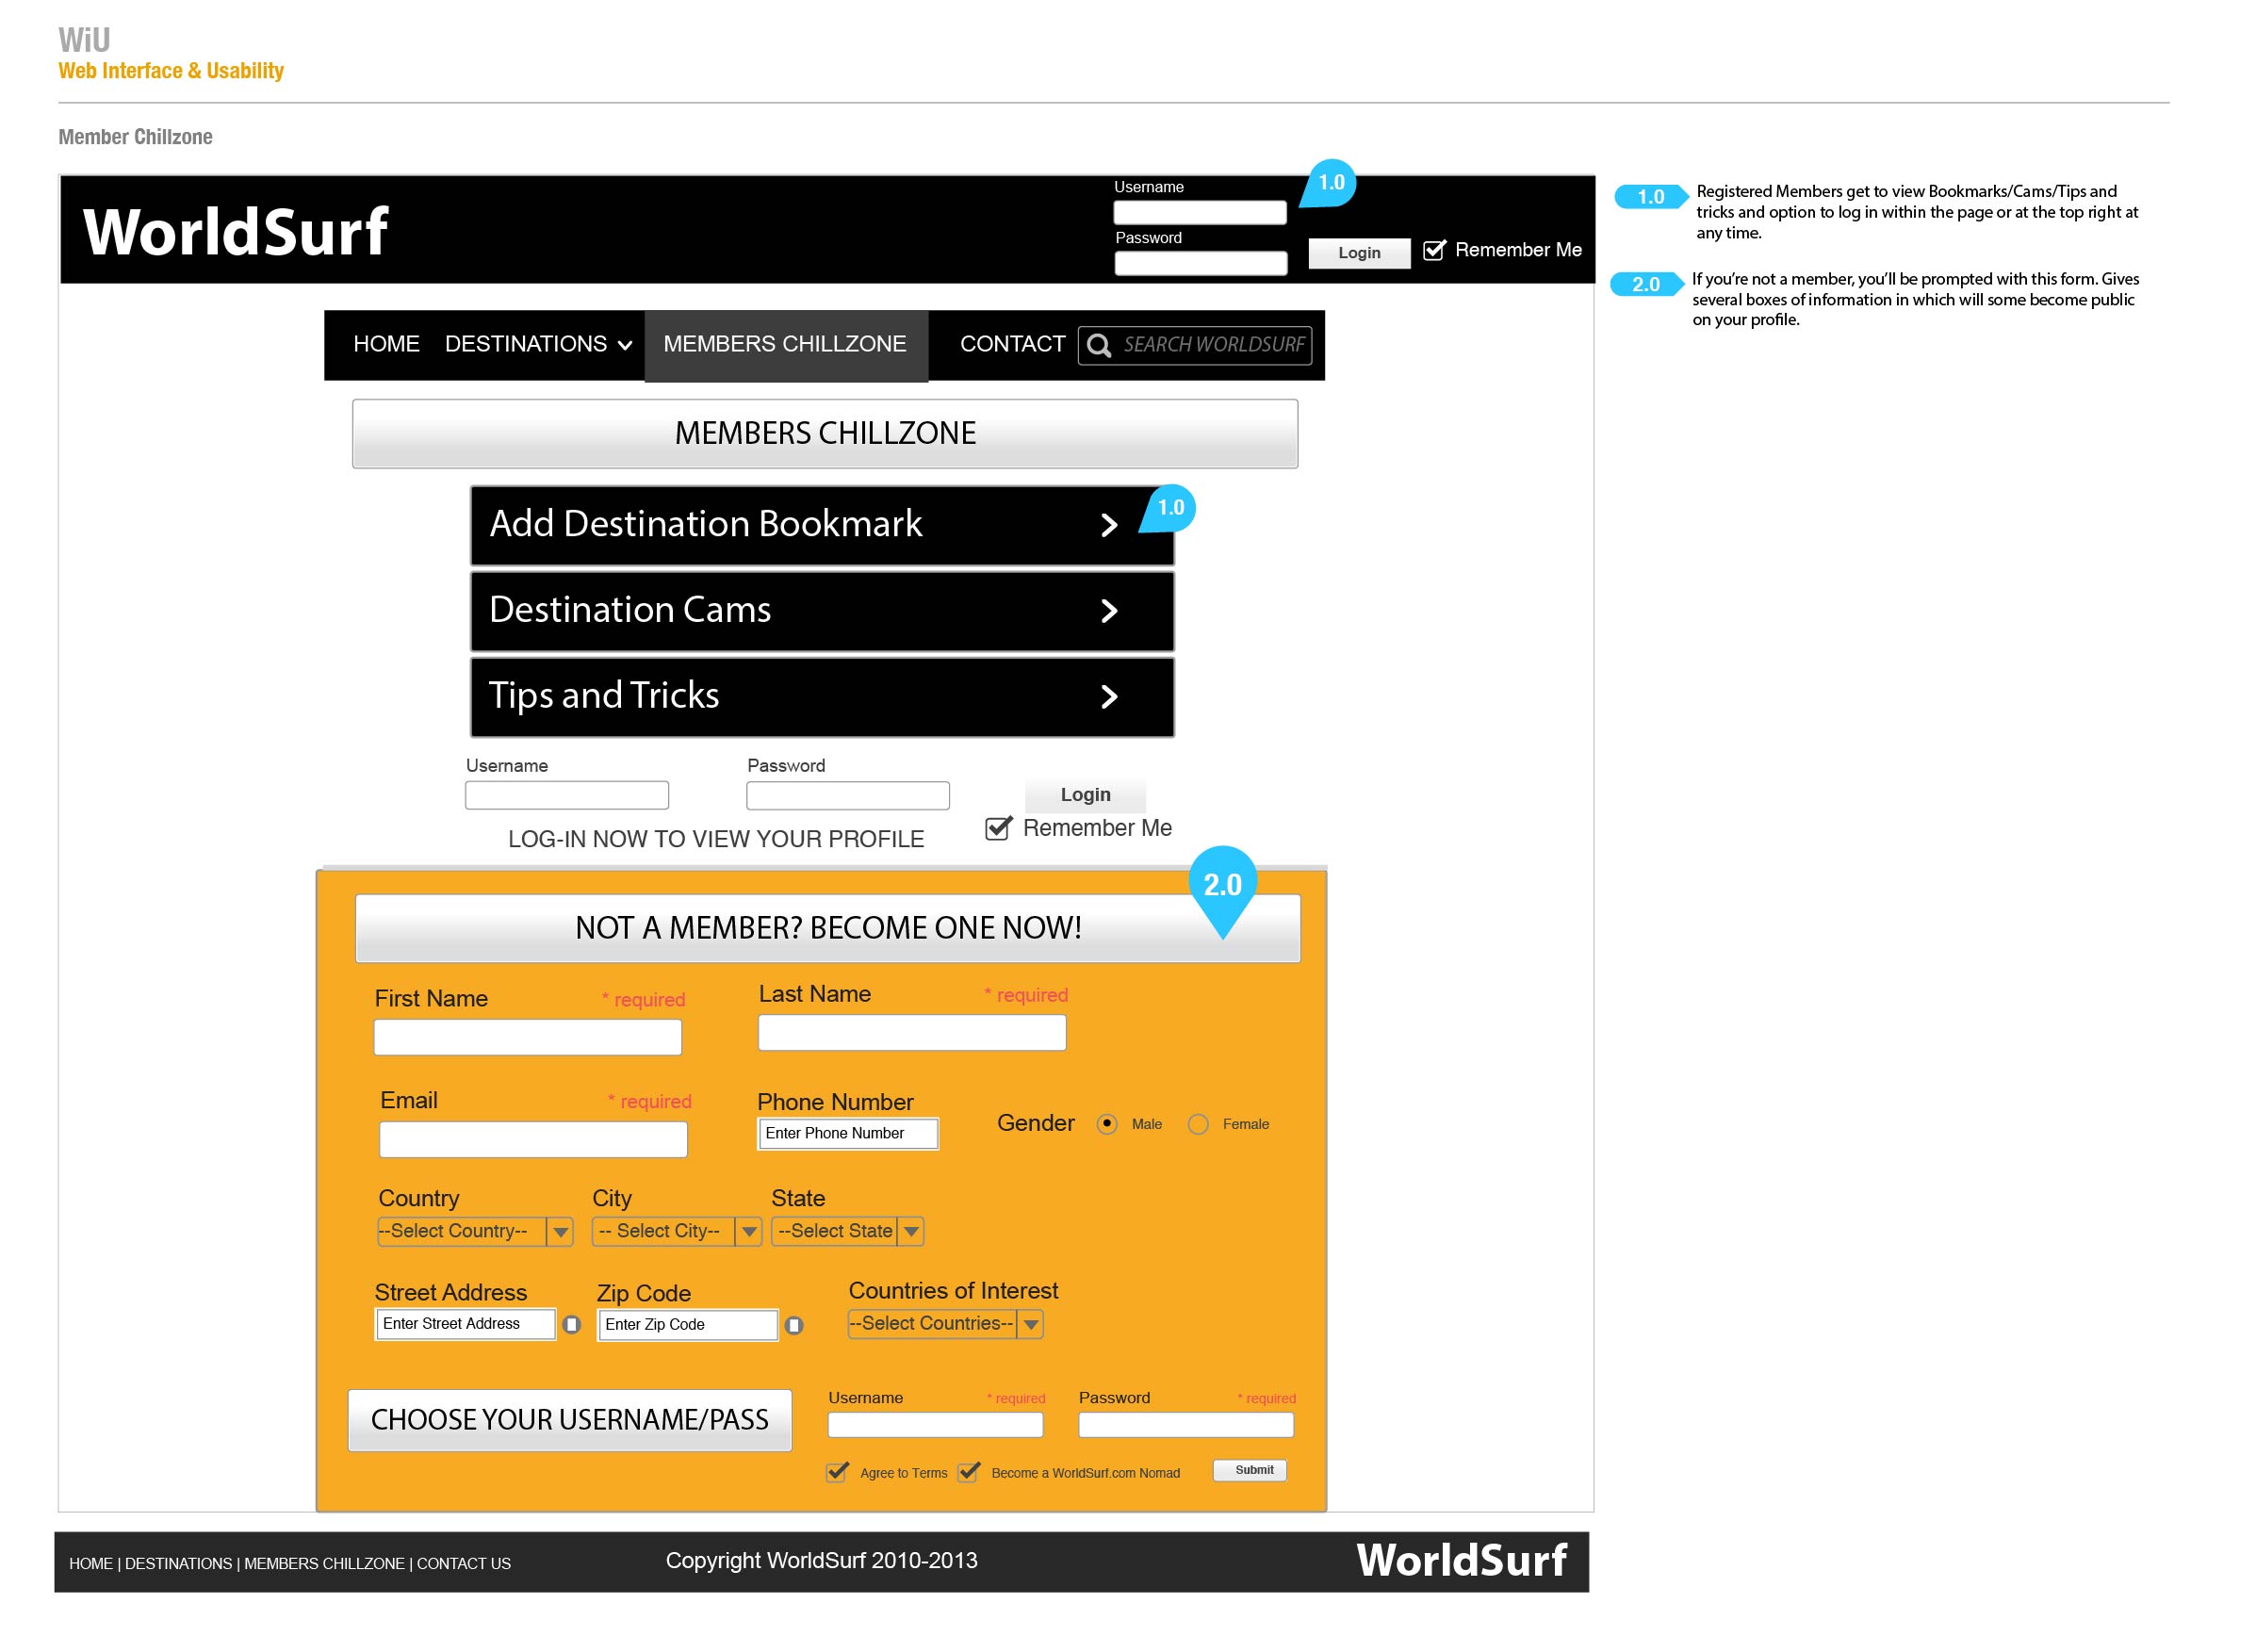 WiU
Web Interface & Usability
Member Chillzone
WorldSurf
Username
1.0
Password
Login
Remember Me
1.0
Registered Members get to view Bookmarks/Cams/Tips and
tricks and option to log in within the page or at the top right at
any time.
2.0
If you're not a member, you'll be prompted with this form. Gives
several boxes of information in which will some become public
on your profile.
HOME DESTINATIONS MEMBERS CHILLZONE CONTACT SEARCH WORLDSURF
MEMBERS CHILLZONE
Add Destination Bookmark
1.0
Destination Cams
Tips and Tricks
Username Password
Login
Remember Me
LOG-IN NOW TO VIEW YOUR PROFILE
2.0
NOT A MEMBER? BECOME ONE NOW!
First Name * required Last Name * required
Email * required Phone Number
Enter Phone Number
Gender Male Female
Country City State
--Select Country-- -- Select City-- --Select State
Street Address Zip Code Countries of Interest
Enter Street Address Enter Zip Code --Select Countries--
CHOOSE YOUR USERNAME/PASS
Username * required Password * required
Agree to Terms Become a WorldSurf.com Nomad Submit
HOME | DESTINATIONS | MEMBERS CHILLZONE | CONTACT US Copyright WorldSurf 2010-2013 WorldSurf